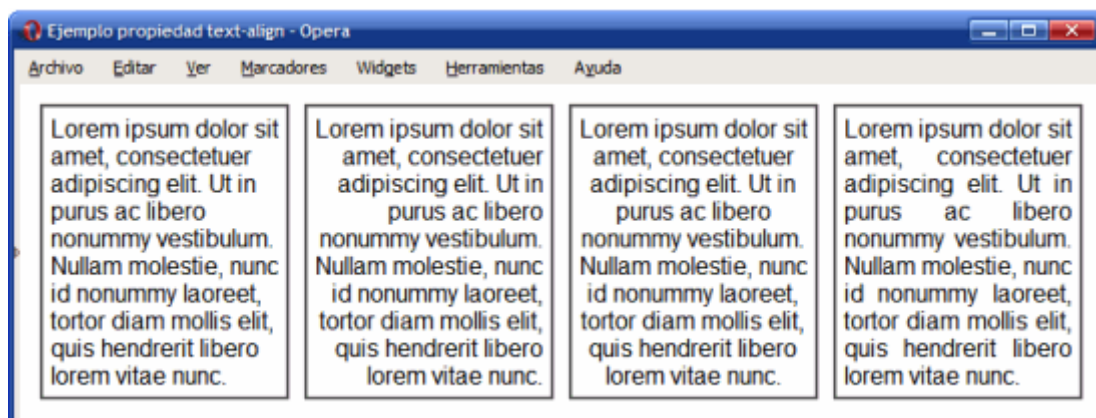 Ejemplo propiedad text-align - Opera
Archivo Editar Ver Marcadores Widgets Herramientas Ayuda
Lorem ipsum dolor sit
amet, consectetuer
adipiscing elit. Ut in
purus ac libero
nonummy vestibulum.
Nullam molestie, nunc
id nonummy laoreet,
tortor diam mollis elit,
quis hendrerit libero
lorem vitae nunc.
Lorem ipsum dolor sit
amet, consectetuer
adipiscing elit. Ut in
purus ac libero
nonummy vestibulum.
Nullam molestie, nunc
id nonummy laoreet,
tortor diam mollis elit,
quis hendrerit libero
lorem vitae nunc.
Lorem ipsum dolor sit
amet, consectetuer
adipiscing elit. Ut in
purus ac libero
nonummy vestibulum.
Nullam molestie, nunc
id nonummy laoreet,
tortor diam mollis elit,
quis hendrerit libero
lorem vitae nunc.
Lorem ipsum dolor sit
amet, consectetuer
adipiscing elit. Ut in
purus ac libero
nonummy vestibulum.
Nullam molestie, nunc
id nonummy laoreet,
tortor diam mollis elit,
quis hendrerit libero
lorem vitae nunc.